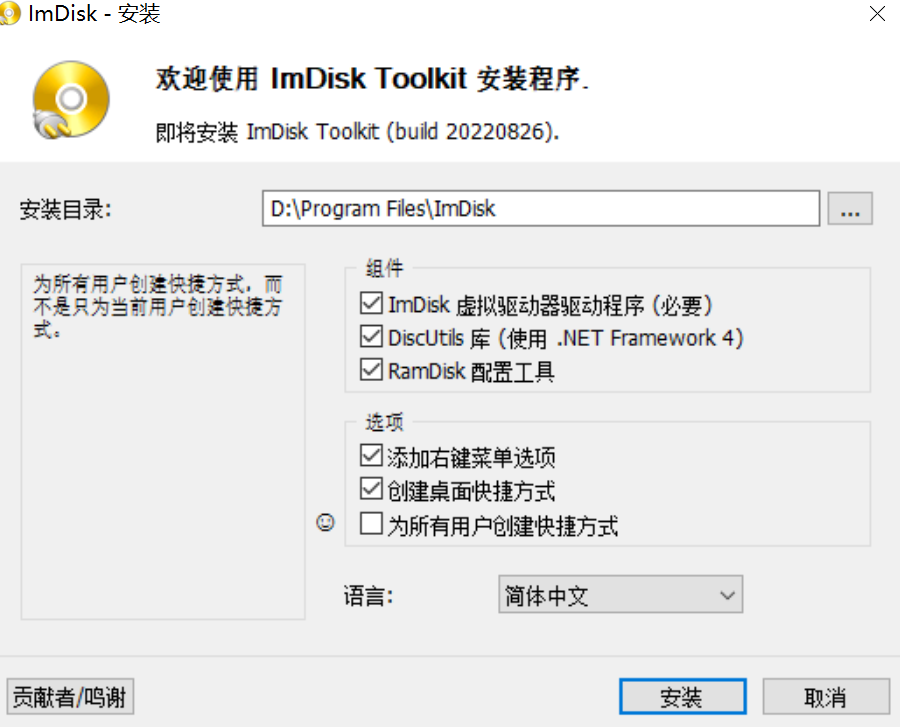 ImDisk - 安装
欢迎使用 ImDisk Toolkit 安装程序.
即将安装 ImDisk Toolkit (build 20220826).
安装目录:
D:\Program Files\ImDisk
...
为所有用户创建快捷方式，而
不是只为当前用户创建快捷方
式。
组件
ImDisk 虚拟驱动器驱动程序 (必要)
DiscUtils 库 (使用 .NET Framework 4)
RamDisk 配置工具
选项
添加右键菜单选项
创建桌面快捷方式
为所有用户创建快捷方式
语言:
简体中文
贡献者/鸣谢
安装
取消